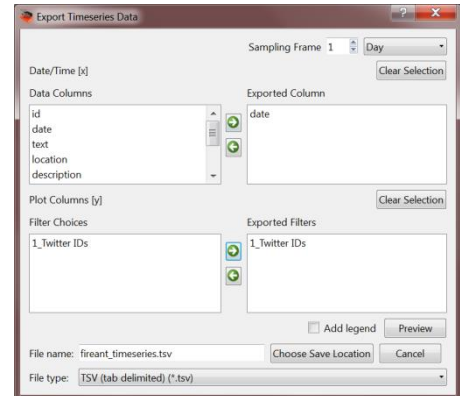 Export Timeseries Data
Sampling Frame 1 Day
Date/Time [x] Clear Selection
Data Columns Exported Column
id date
date
text
location
description
Plot Columns [y] Clear Selection
Filter Choices Exported Filters
1_Twitter IDs 1_Twitter IDs
Add legend Preview
File name: fireant_timeseries.tsv Choose Save Location Cancel
File type: TSV (tab delimited) (*.tsv)